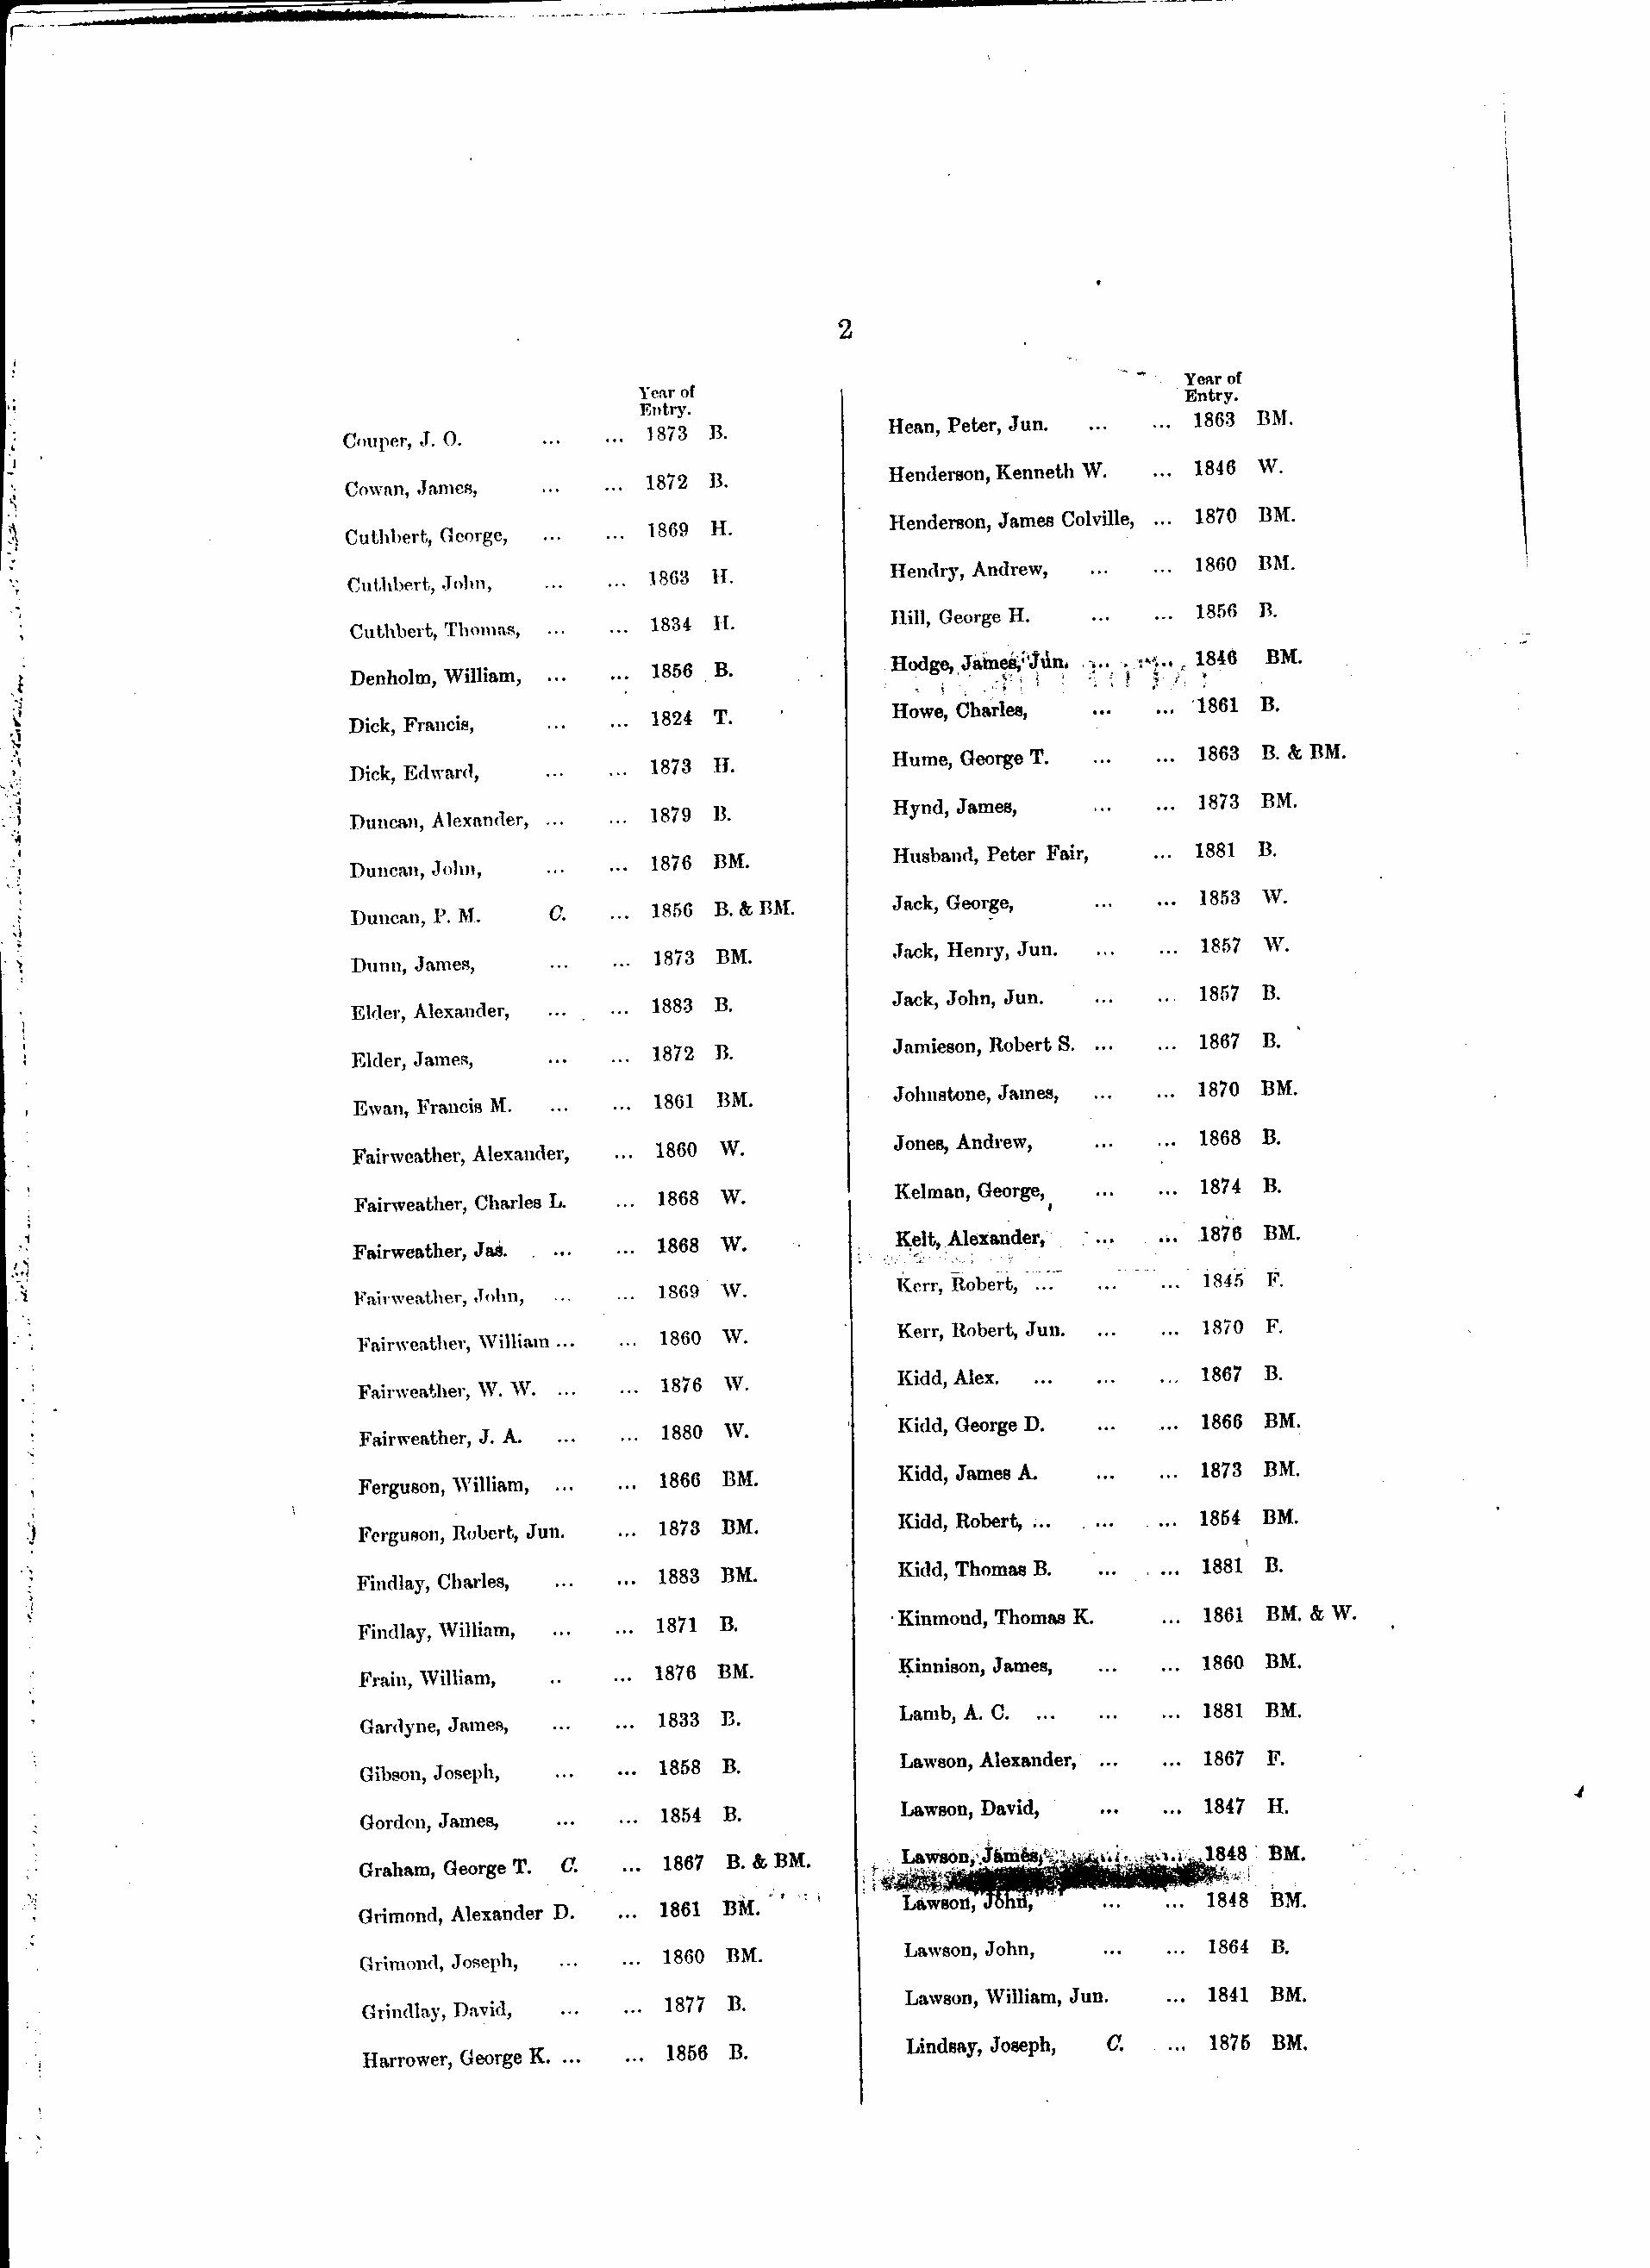 2
Year of
Entry.
Couper, J. O. ... ... 1873 B.
Cowan, James, ... ... 1872 B.
Cuthbert, George, ... ... 1869 H.
Cuthbert, John, ... ... 1863 H.
Cuthbert, Thomas, ... ... 1834 H.
Denholm, William, ... ... 1856 B.
Dick, Francis, ... ... 1824 T.
Dick, Edward, ... ... 1873 H.
Duncan, Alexander, ... ... 1879 B.
Duncan, John, ... ... 1876 BM.
Duncan, P. M. C. ... 1856 B. & BM.
Dunn, James, ... ... 1873 BM.
Elder, Alexander, ... ... 1883 B.
Elder, James, ... ... 1872 B.
Ewan, Francis M. ... ... 1861 BM.
Fairweather, Alexander, ... 1860 W.
Fairweather, Charles L. ... 1868 W.
Fairweather, Jas. ... ... 1868 W.
Fairweather, John, ... ... 1869 W.
Fairweather, William ... ... 1860 W.
Fairweather, W. W. ... ... 1876 W.
Fairweather, J. A. ... ... 1880 W.
Ferguson, William, ... ... 1866 BM.
Ferguson, Robert, Jun. ... 1873 BM.
Findlay, Charles, ... ... 1883 BM.
Findlay, William, ... ... 1871 B.
Frain, William, .. ... 1876 BM.
Gardyne, James, ... ... 1833 B.
Gibson, Joseph, ... ... 1858 B.
Gordon, James, ... ... 1854 B.
Graham, George T. C. ... 1867 B. & BM.
Grimond, Alexander D. ... 1861 BM.
Grimond, Joseph, ... ... 1860 BM.
Grindlay, David, ... ... 1877 B.
Harrower, George K. ... ... 1856 B.
Year of
Entry.
Hean, Peter, Jun. ... ... 1863 BM.
Henderson, Kenneth W. ... 1846 W.
Henderson, James Colville, ... 1870 BM.
Hendry, Andrew, ... ... 1860 BM.
Hill, George H. ... ... 1856 B.
Hodge, James, Jun. ... ... 1846 BM.
Howe, Charles, ... ... 1861 B.
Hume, George T. ... ... 1863 B. & BM.
Hynd, James, ... ... 1873 BM.
Husband, Peter Fair, ... 1881 B.
Jack, George, ... ... 1853 W.
Jack, Henry, Jun. ... ... 1857 W.
Jack, John, Jun. ... ... 1857 B.
Jamieson, Robert S. ... ... 1867 B.
Johnstone, James, ... ... 1870 BM.
Jones, Andrew, ... ... 1868 B.
Kelman, George, ... ... 1874 B.
Kelt, Alexander, ... ... 1876 BM.
Kerr, Robert, ... ... ... 1845 F.
Kerr, Robert, Jun. ... ... 1870 F.
Kidd, Alex. ... ... ... 1867 B.
Kidd, George D. ... ... 1866 BM.
Kidd, James A. ... ... 1873 BM.
Kidd, Robert, ... ... ... 1854 BM.
Kidd, Thomas B. ... ... 1881 B.
Kinmond, Thomas K. ... 1861 BM. & W.
Kinnison, James, ... ... 1860 BM.
Lamb, A. C. ... ... ... 1881 BM.
Lawson, Alexander, ... ... 1867 F.
Lawson, David, ... ... 1847 H.
Lawson, James, ... ... 1848 BM.
Lawson, John, ... ... 1848 BM.
Lawson, John, ... ... 1864 B.
Lawson, William, Jun. ... 1841 BM.
Lindsay, Joseph, C. ... 1875 BM.